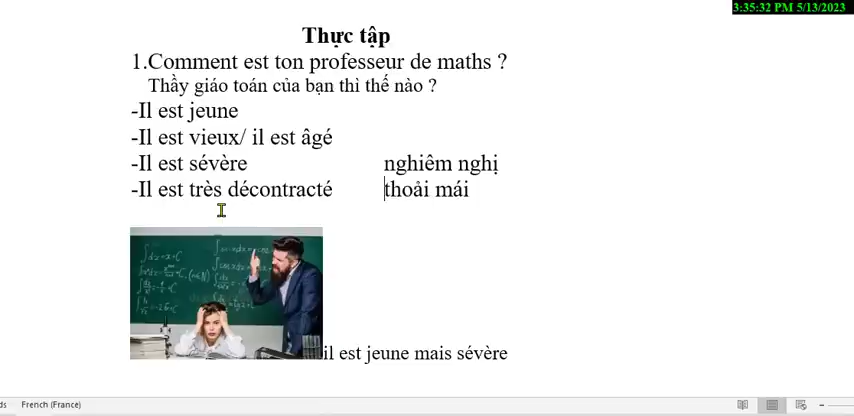 3:35:32 PM 5/13/2023
Thực tập
1.Comment est ton professeur de maths ?
Thầy giáo toán của bạn thì thế nào ?
-Il est jeune
-Il est vieux/ il est âgé
-Il est sévère nghiêm nghị
-Il est très décontracté thoải mái
il est jeune mais sévère
ds French (France)